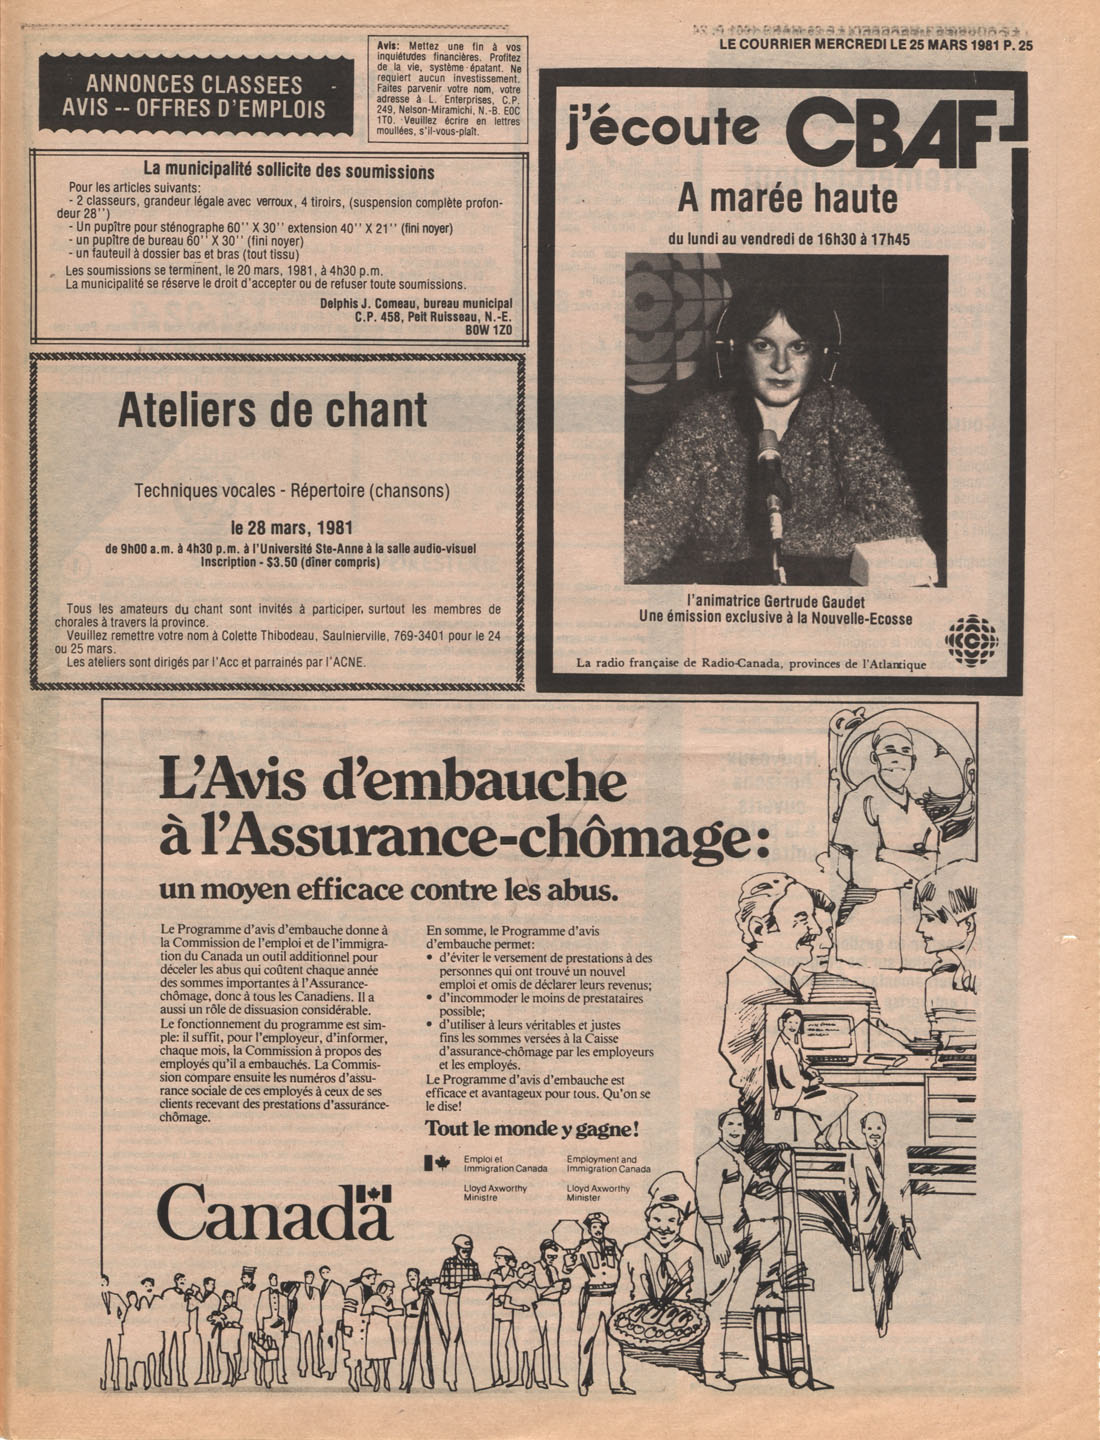 LE COURRIER MERCREDI LE 25 MARS 1981 P. 25
ANNONCES CLASSEES
AVIS -- OFFRES D'EMPLOIS
Avis: Mettez une fin à vos
inquiétudes financières. Profitez
de la vie, système épatant. Ne
requiert aucun investissement.
Faites parvenir votre nom, votre
adresse à L. Enterprises, C.P.
249, Nelson-Miramichi, N.-B. E0C
1T0. Veuillez écrire en lettres
moullées, s'il-vous-plaît.
La municipalité sollicite des soumissions
Pour les articles suivants:
- 2 classeurs, grandeur légale avec verroux, 4 tiroirs, (suspension complète profon-
deur 28'')
- Un pupître pour sténographe 60'' X 30'' extension 40'' X 21'' (fini noyer)
- un pupître de bureau 60'' X 30'' (fini noyer)
- un fauteuil à dossier bas et bras (tout tissu)
Les soumissions se terminent, le 20 mars, 1981, à 4h30 p.m.
La municipalité se réserve le droit d'accepter ou de refuser toute soumissions.
Delphis J. Comeau, bureau municipal
C.P. 458, Peit Ruisseau, N.-E.
B0W 1Z0
Ateliers de chant
Techniques vocales - Répertoire (chansons)
le 28 mars, 1981
de 9h00 a.m. à 4h30 p.m. à l'Université Ste-Anne à la salle audio-visuel
Inscription - $3.50 (dîner compris)
Tous les amateurs du chant sont invités à participer, surtout les membres de
chorales à travers la province.
Veuillez remettre votre nom à Colette Thibodeau, Saulnierville, 769-3401 pour le 24
ou 25 mars.
Les ateliers sont dirigés par l'Acc et parrainés par l'ACNE.
j'écoute CBAF
A marée haute
du lundi au vendredi de 16h30 à 17h45
l'animatrice Gertrude Gaudet
Une émission exclusive à la Nouvelle-Ecosse
La radio française de Radio-Canada, provinces de l'Atlantique
L'Avis d'embauche
à l'Assurance-chômage:
un moyen efficace contre les abus.
Le Programme d'avis d'embauche donne à
la Commission de l'emploi et de l'immigra-
tion du Canada un outil additionnel pour
déceler les abus qui coûtent chaque année
des sommes importantes à l'Assurance-
chômage, donc à tous les Canadiens. Il a
aussi un rôle de dissuasion considérable.
Le fonctionnement du programme est sim-
ple: il suffit, pour l'employeur, d'informer,
chaque mois, la Commission à propos des
employés qu'il a embauchés. La Commis-
sion compare ensuite les numéros d'assu-
rance sociale de ces employés à ceux de ses
clients recevant des prestations d'assurance-
chômage.
En somme, le Programme d'avis
d'embauche permet:
• d'éviter le versement de prestations à des
personnes qui ont trouvé un nouvel
emploi et omis de déclarer leurs revenus;
• d'incommoder le moins de prestataires
possible;
• d'utiliser à leurs véritables et justes
fins les sommes versées à la Caisse
d'assurance-chômage par les employeurs
et les employés.
Le Programme d'avis d'embauche est
efficace et avantageux pour tous. Qu'on se
le dise!
Tout le monde y gagne!
Emploi et
Immigration Canada
Employment and
Immigration Canada
Lloyd Axworthy
Ministre
Lloyd Axworthy
Minister
Canada